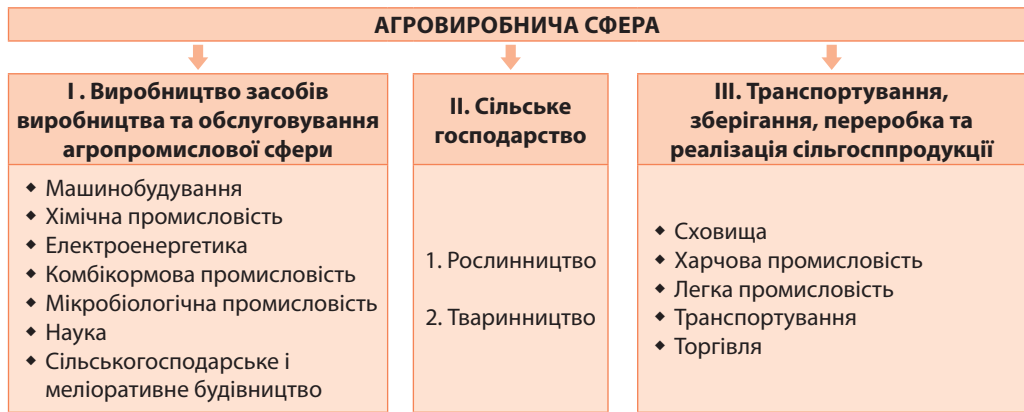 АГРОВИРОБНИЧА СФЕРА
I . Виробництво засобів
виробництва та обслуговування
агропромислової сфери
◆ Машинобудування
◆ Хімічна промисловість
◆ Електроенергетика
◆ Комбікормова промисловість
◆ Мікробіологічна промисловість
◆ Наука
◆ Сільськогосподарське і
меліоративне будівництво
II. Сільське
господарство
1. Рослинництво
2. Тваринництво
III. Транспортування,
зберігання, переробка та
реалізація сільгосппродукції
◆ Сховища
◆ Харчова промисловість
◆ Легка промисловість
◆ Транспортування
◆ Торгівля